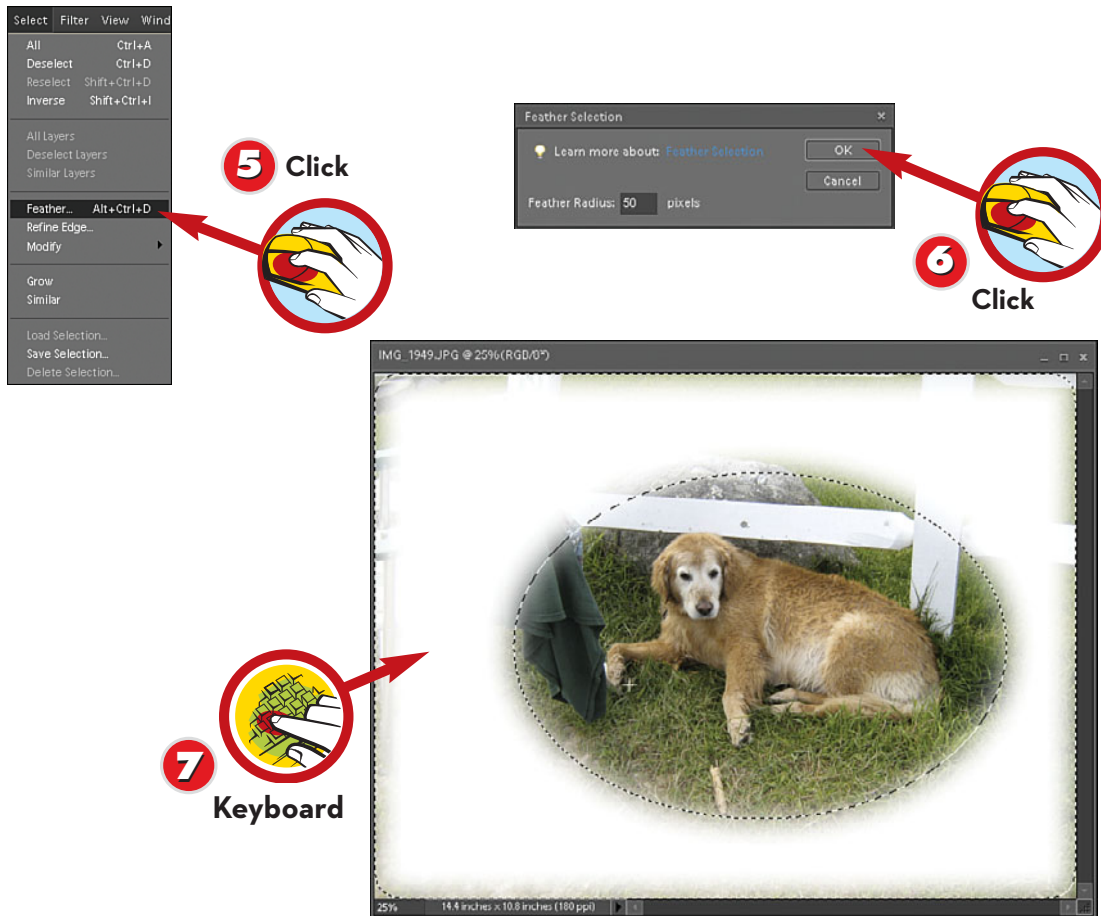 Select Filter View Wind
All Ctrl+A
Deselect Ctrl+D
Reselect Shift+Ctrl+D
Inverse Shift+Ctrl+I
All Layers
Deselect Layers
Similar Layers
Feather... Alt+Ctrl+D
Refine Edge...
Modify
Grow
Similar
Load Selection...
Save Selection...
Delete Selection...
5 Click
Feather Selection
Learn more about: Feather Selection
OK
Cancel
Feather Radius: 50 pixels
6
Click
IMG_1949.JPG @ 25% (RGB/8*)
7
Keyboard
25% 14.4 inches x 10.8 inches (180 ppi)